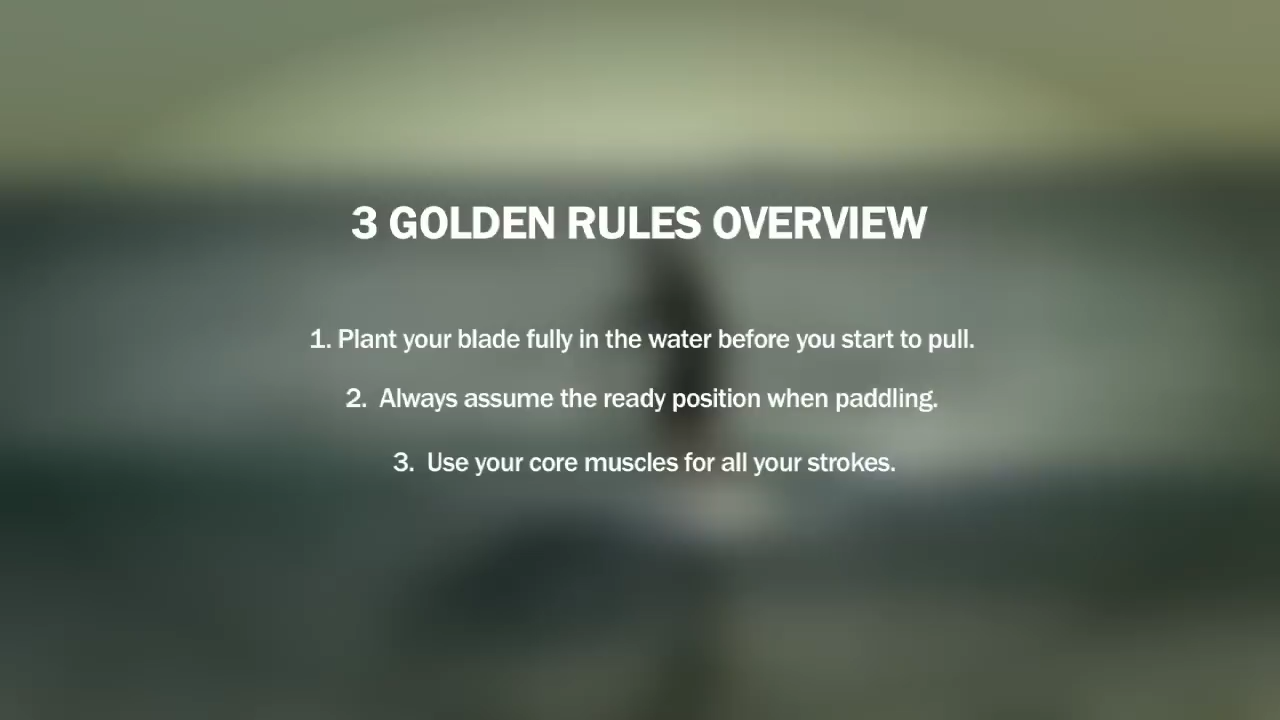 3 GOLDEN RULES OVERVIEW
1. Plant your blade fully in the water before you start to pull.
2. Always assume the ready position when paddling.
3. Use your core muscles for all your strokes.